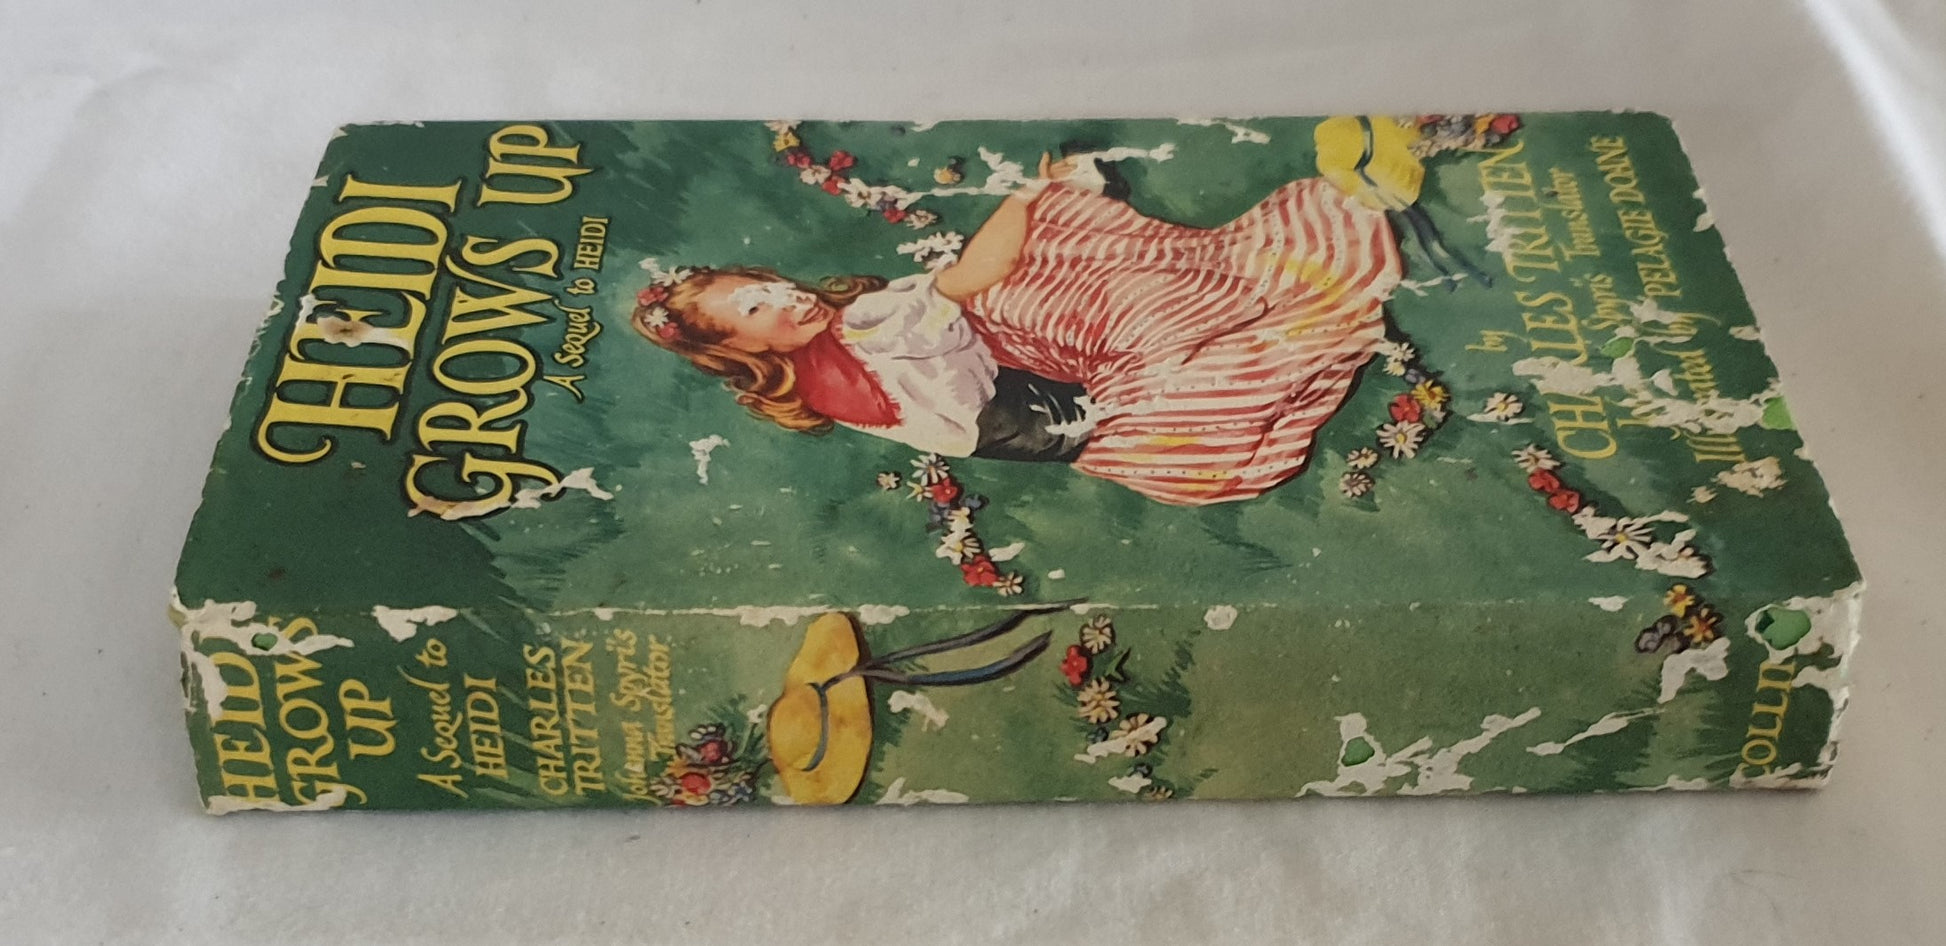 HEIDI
GROWS UP
A Sequel to HEIDI
by
CHARLES TRITTEN
Spyri's Translator
Illustrated by PELAGIE DOANE
HEIDI
GROWS
UP
A Sequel to
HEIDI
CHARLES
TRITTEN
Johanna Spyri's
Translator